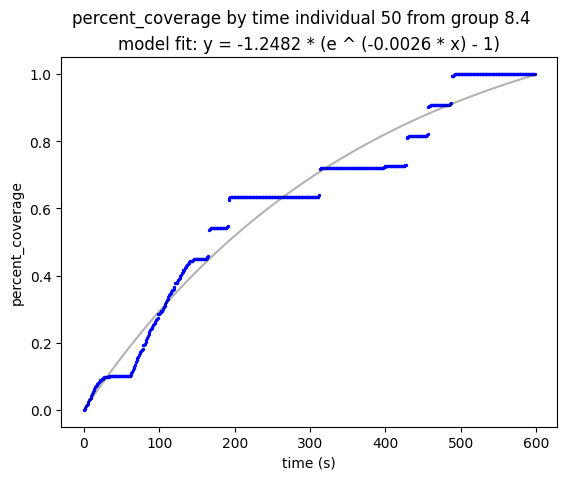 percent_coverage by time individual 50 from group 8.4
model fit: y = -1.2482 * (e ^ (-0.0026 * x) - 1)
1.0
0.8
0.6
0.4
0.2
0.0
percent_coverage
0 100 200 300 400 500 600
time (s)